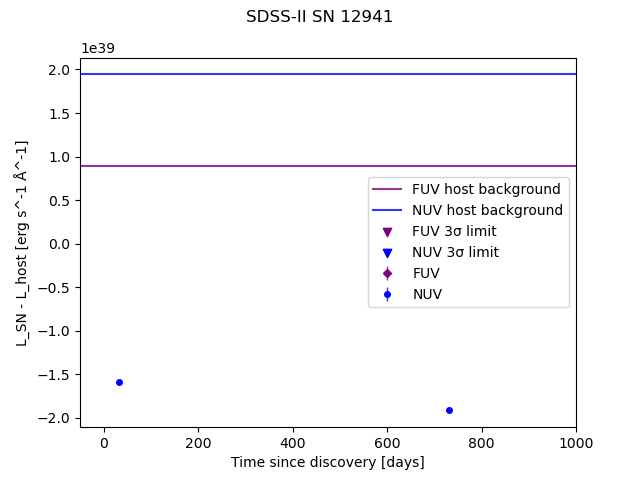 SDSS-II SN 12941
1e39
L_SN - L_host [erg s^-1 Å^-1]
2.0
1.5
1.0
0.5
0.0
−0.5
−1.0
−1.5
−2.0
FUV host background
NUV host background
FUV 3σ limit
NUV 3σ limit
FUV
NUV
0
200
400
600
800
1000
Time since discovery [days]